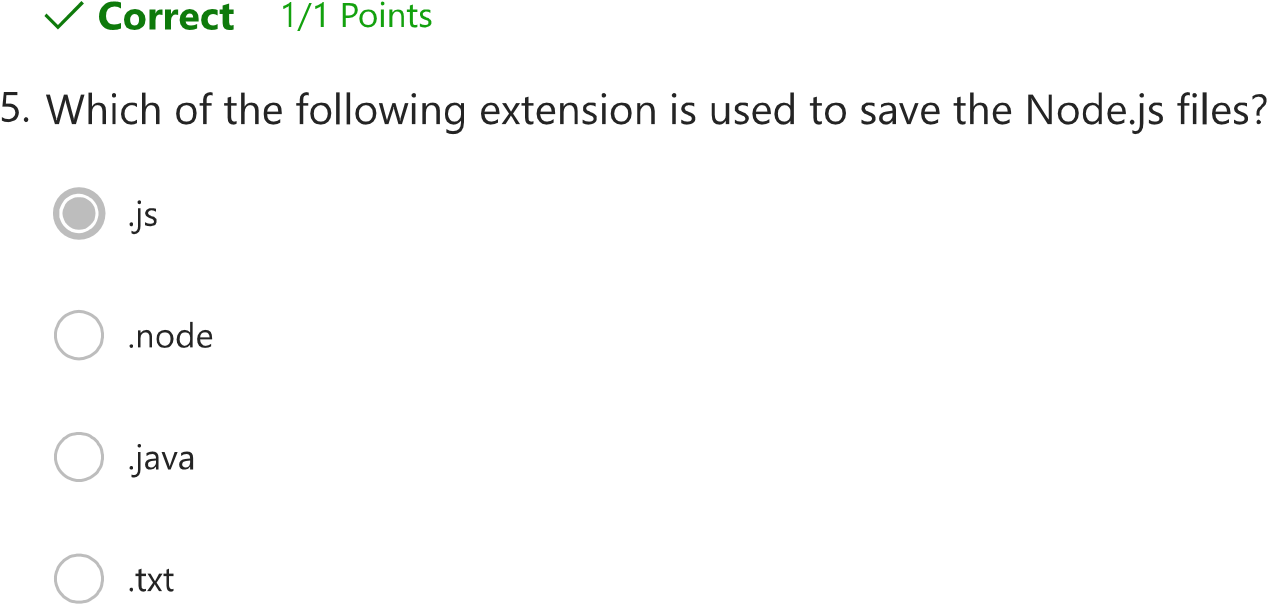 Correct 1/1 Points
5. Which of the following extension is used to save the Node.js files?
.js
.node
.java
.txt